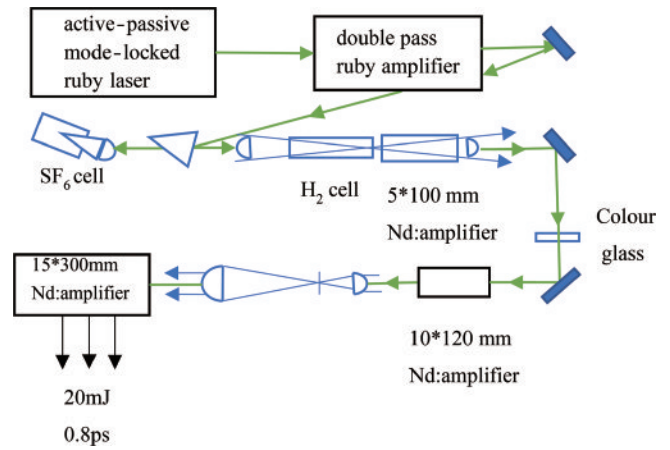 active-passive
mode-locked
ruby laser
double pass
ruby amplifier
SF6 cell
H2 cell
5*100 mm
Nd:amplifier
Colour
glass
15*300mm
Nd:amplifier
10*120 mm
Nd:amplifier
20mJ
0.8ps